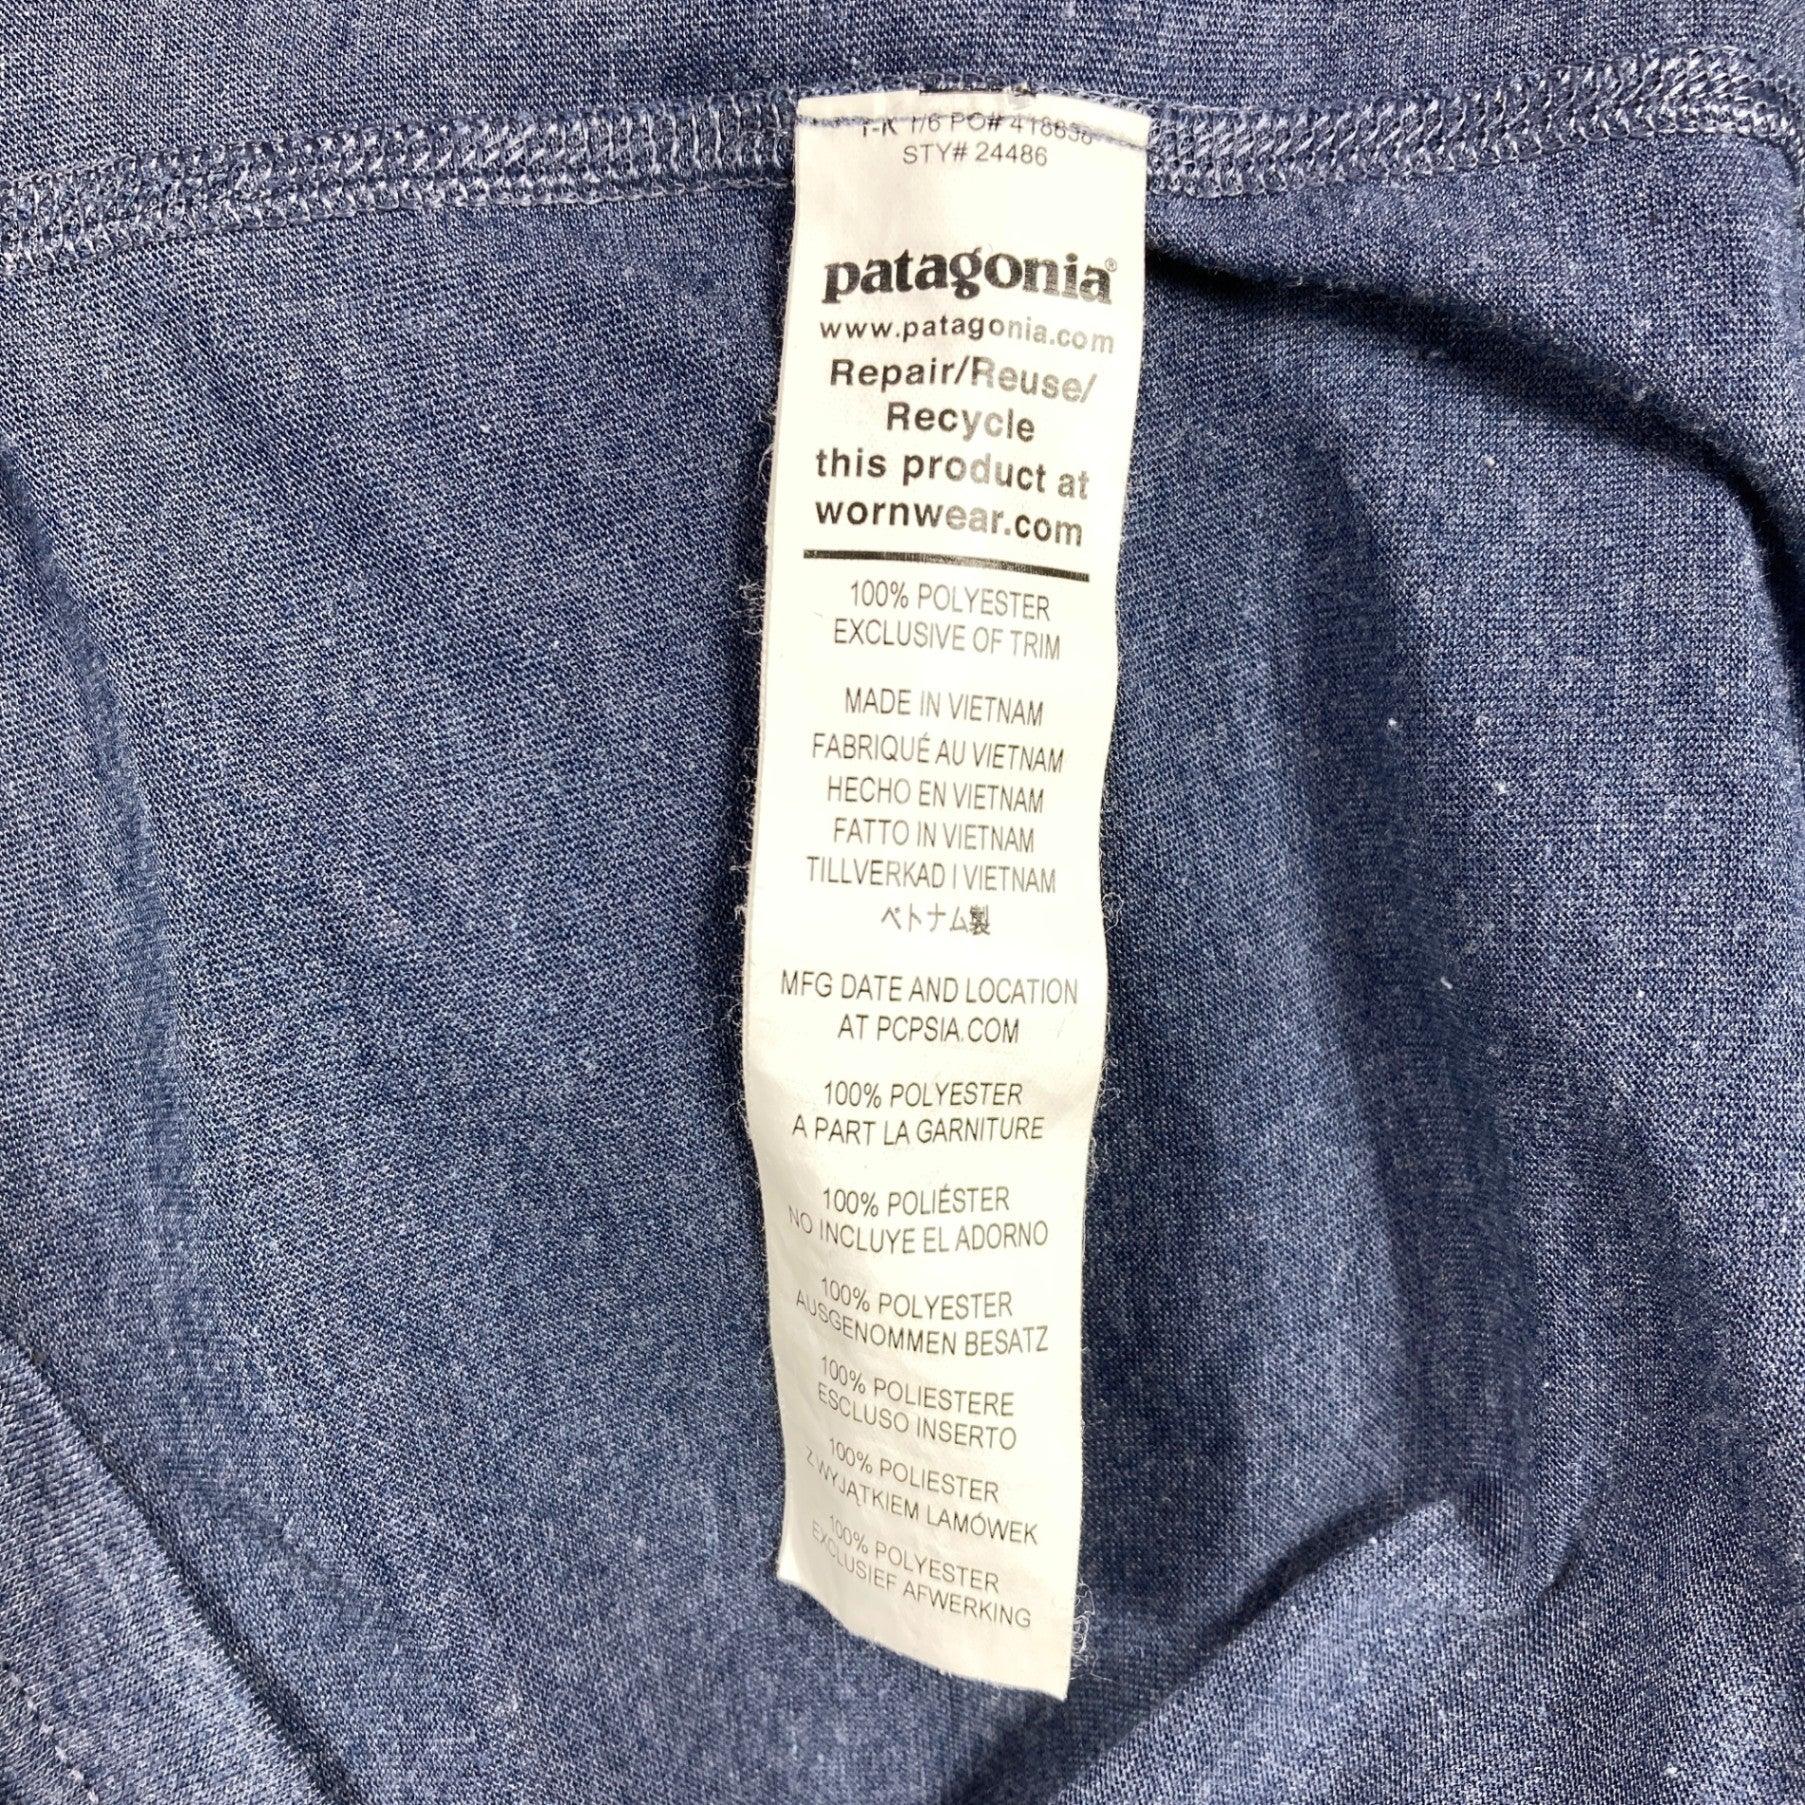 1/6 PO#
STY# 24486
patagonia®
www.patagonia.com
Repair/Reuse/
Recycle
this product at
wornwear.com
100% POLYESTER
EXCLUSIVE OF TRIM
MADE IN VIETNAM
FABRIQUÉ AU VIETNAM
HECHO EN VIETNAM
FATTO IN VIETNAM
TILLVERKAD I VIETNAM
ベトナム製
MFG DATE AND LOCATION
AT PCPSIA.COM
100% POLYESTER
A PART LA GARNITURE
100% POLIÉSTER
NO INCLUYE EL ADORNO
100% POLYESTER
AUSGENOMMEN BESATZ
100% POLIESTERE
ESCLUSO INSERTO
100% POLIESTER
Z WYJĄTKIEM LAMÓWEK
100% POLYESTER
EXCLUSIEF AFWERKING